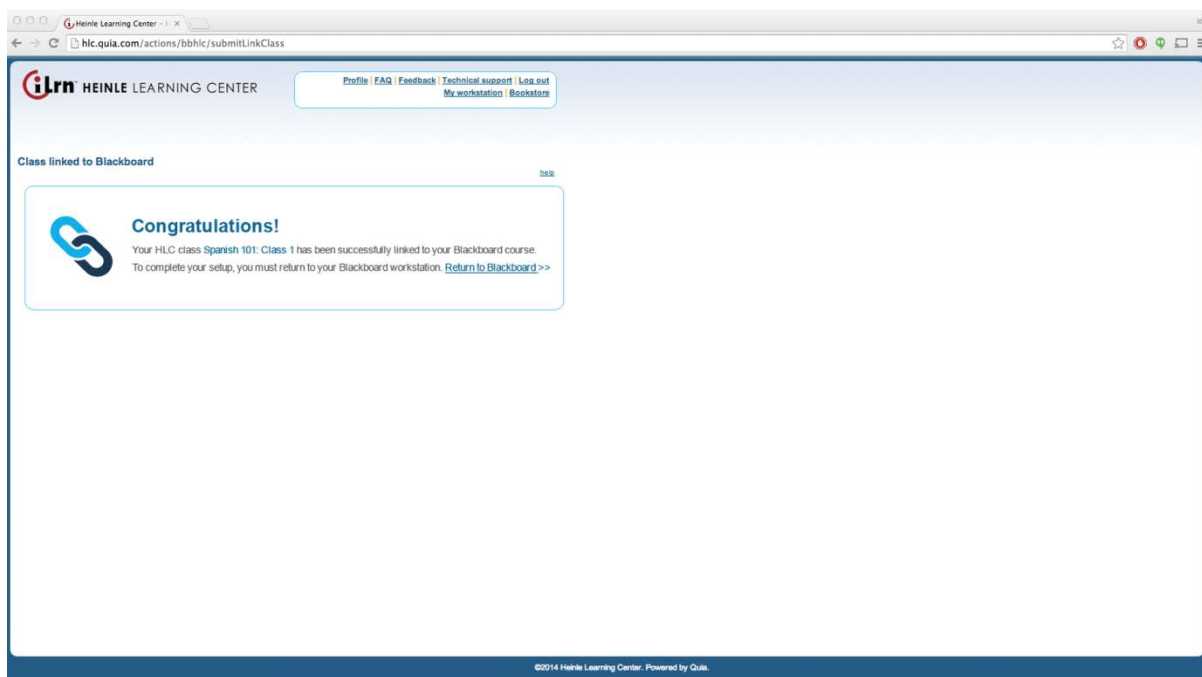 Heinle Learning Center - 
hlc.quia.com/actions/bbhlc/submitLinkClass
iLrn™ HEINLE LEARNING CENTER
Profile | FAQ | Feedback | Technical support | Log out
My workstation | Bookstore
Class linked to Blackboard
help
Congratulations!
Your HLC class Spanish 101: Class 1 has been successfully linked to your Blackboard course.
To complete your setup, you must return to your Blackboard workstation. Return to Blackboard >>
©2014 Heinle Learning Center. Powered by Quia.